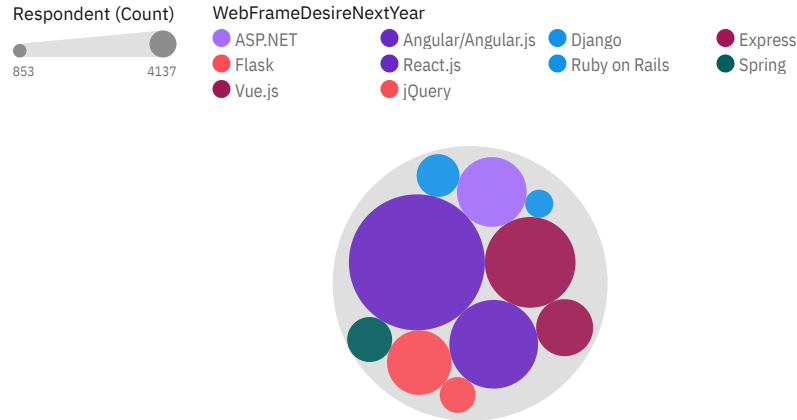 Respondent (Count)
853 4137
WebFrameDesireNextYear
ASP.NET Angular/Angular.js Django Express
Flask React.js Ruby on Rails Spring
Vue.js jQuery